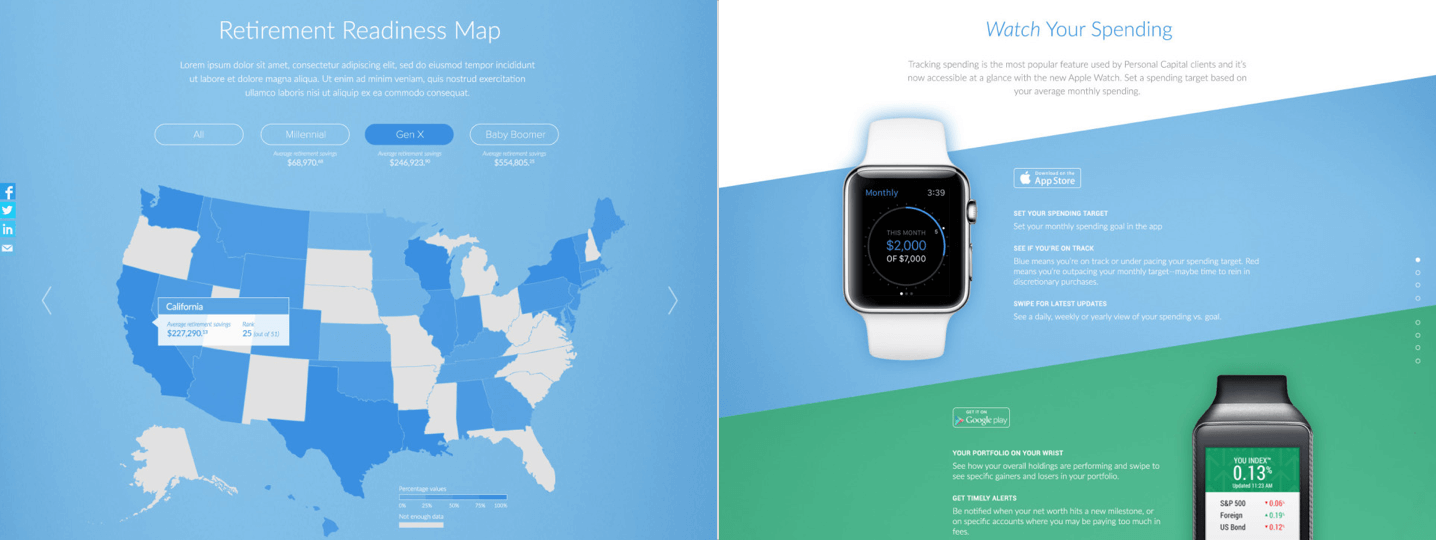 Retirement Readiness Map
Lorem ipsum dolor sit amet, consectetur adipiscing elit, sed do eiusmod tempor incididunt
ut labore et dolore magna aliqua. Ut enim ad minim veniam, quis nostrud exercitation
ullamco laboris nisi ut aliquip ex ea commodo consequat.
All
Millennial
Gen X
Baby Boomer
Average retirement savings
Average retirement savings
Average retirement savings
$68,970.
$246,923.
$554,805.
California
Average retirement savings
Rank
$227,290.
25 (out of 51)
Percentage values
0% 25% 50% 75% 100%
Not enough data
Watch Your Spending
Tracking spending is the most popular feature used by Personal Capital clients and it's
now accessible at a glance with the new Apple Watch. Set a spending target based on
your average monthly spending.
Monthly 3:39
THIS MONTH
$2,000
OF $7,000
Download on the
App Store
SET YOUR SPENDING TARGET
Set your monthly spending goal in the app
SEE IF YOU'RE ON TRACK
Blue means you're on track or under pacing your spending target. Red
means you're outpacing your monthly target—maybe time to rein in
discretionary purchases.
SWIPE FOR LATEST UPDATES
See a daily, weekly or yearly view of your spending vs. goal.
GET IT ON
Google play
YOUR PORTFOLIO ON YOUR WRIST
See how your overall holdings are performing and swipe to
see specific gainers and losers in your portfolio.
GET TIMELY ALERTS
Be notified when your net worth hits a new milestone, or
on specific accounts where you may be paying too much in
fees.
YOU INDEX™
0.13%
Updated 11:23 AM
S&P 500 0.06
Foreign 0.19
US Bond 0.12